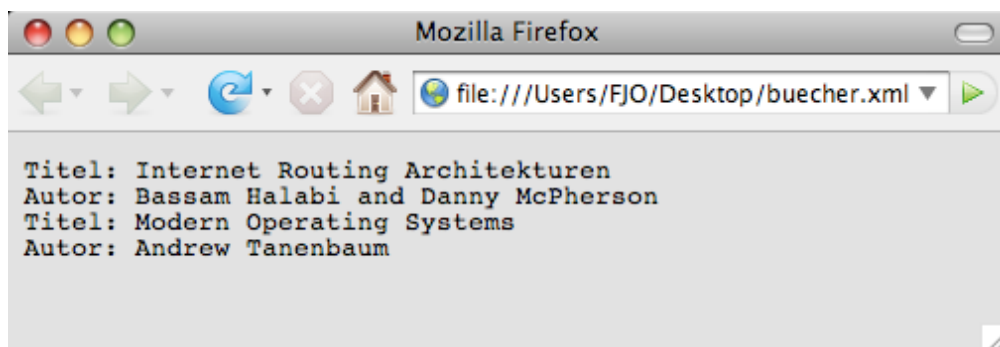 Mozilla Firefox
file:///Users/FJO/Desktop/buecher.xml
Titel: Internet Routing Architekturen
Autor: Bassam Halabi and Danny McPherson
Titel: Modern Operating Systems
Autor: Andrew Tanenbaum